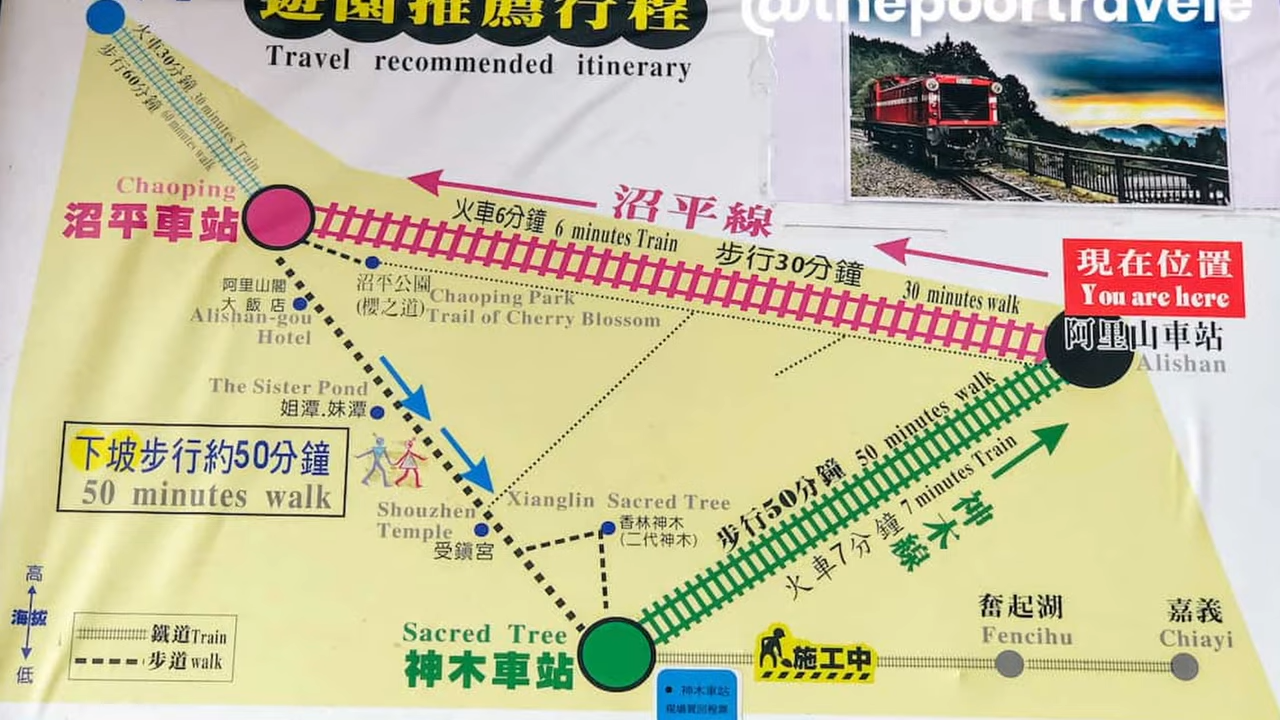 遊園推薦行程
@thepoortravele
Travel recommended itinerary
火車30分鐘 30 minutes Train
步行60分鐘 60 minutes walk
Chaoping
沼平車站
沼平線
火車6分鐘 6 minutes Train
步行30分鐘 30 minutes walk
現在位置
You are here
阿里山車站
Alishan
沼平公園
(櫻之道)
Chaoping Park
Trail of Cherry Blossom
阿里山閣
大飯店
Alishan-gou
Hotel
The Sister Pond
姐潭.妹潭
下坡步行約50分鐘
50 minutes walk
Shouzhen
Temple
受鎮宮
Xianglin Sacred Tree
香林神木
(二代神木)
步行50分鐘 50 minutes walk
火車7分鐘 7 minutes Train
神木線
高
海拔
低
鐵道Train
步道walk
Sacred Tree
神木車站
施工中
奮起湖
Fencihu
嘉義
Chiayi
神木車站